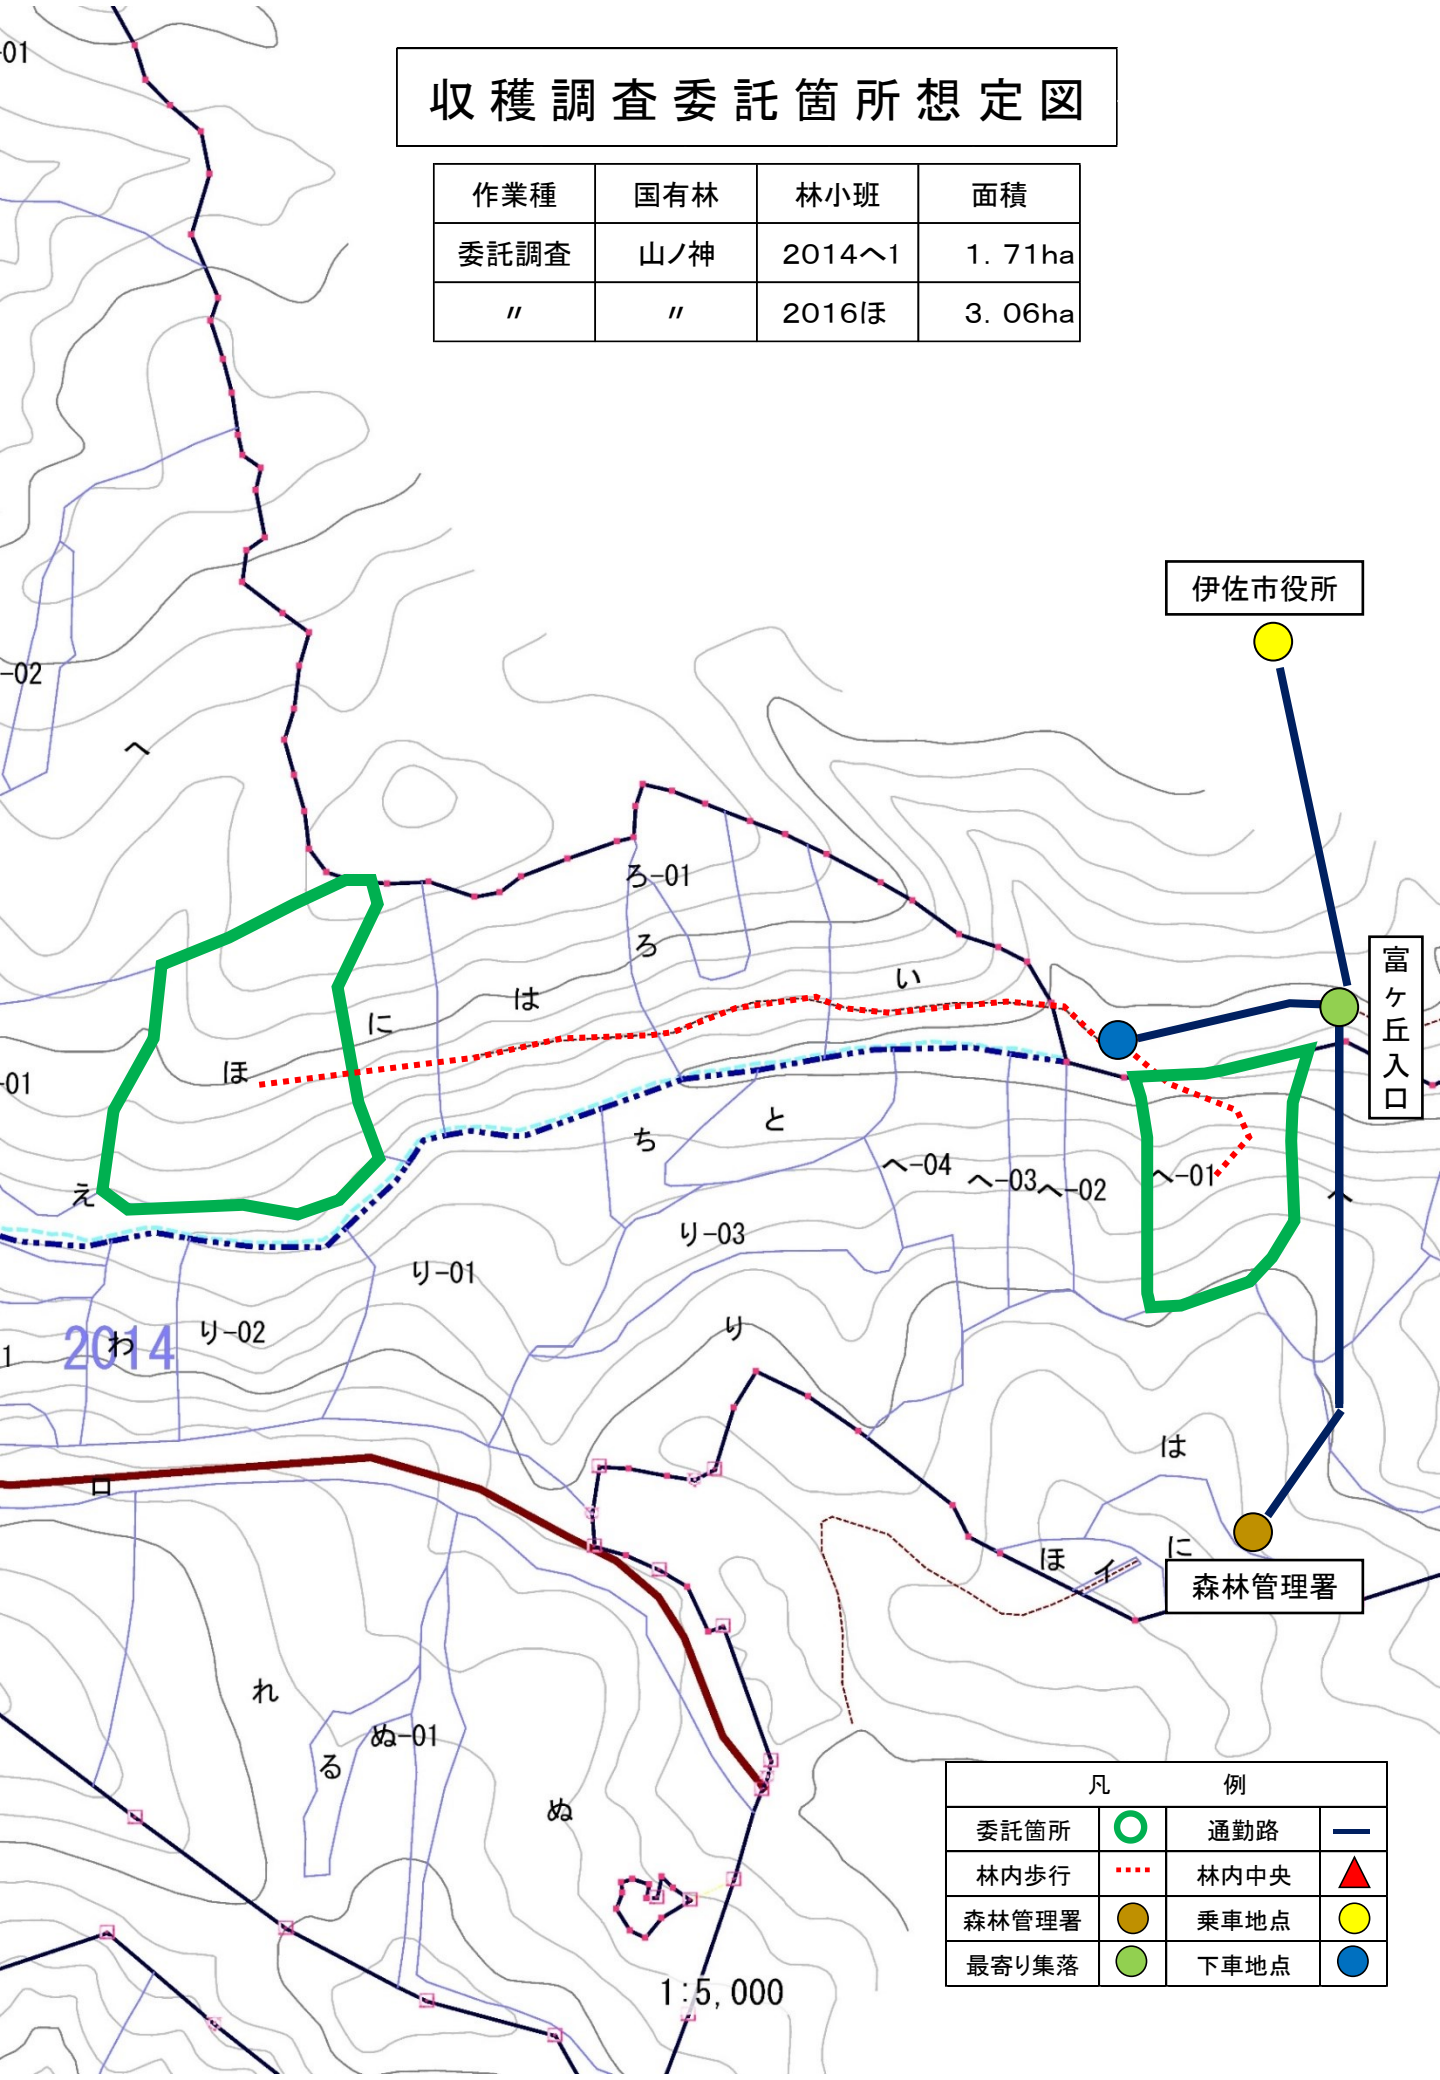 収穫調査委託箇所想定図
作業種 国有林 林小班 面積
委託調査 山ノ神 2014へ1 1．71ha
〃 〃 2016ほ 3．06ha
-01
伊佐市役所
-02
へ
ろ-01
ろ
い
は
に
ほ
富ヶ丘入口
-01
と
ち
へ-04
へ-03
へ-02
へ-01
へ
え
り-03
り-01
り-02
り
2014
わ
1
は
ロ
に
ほ
イ
森林管理署
れ
ぬ-01
る
ぬ
1:5,000
凡例
委託箇所 通勤路
林内歩行 林内中央
森林管理署 乗車地点
最寄り集落 下車地点